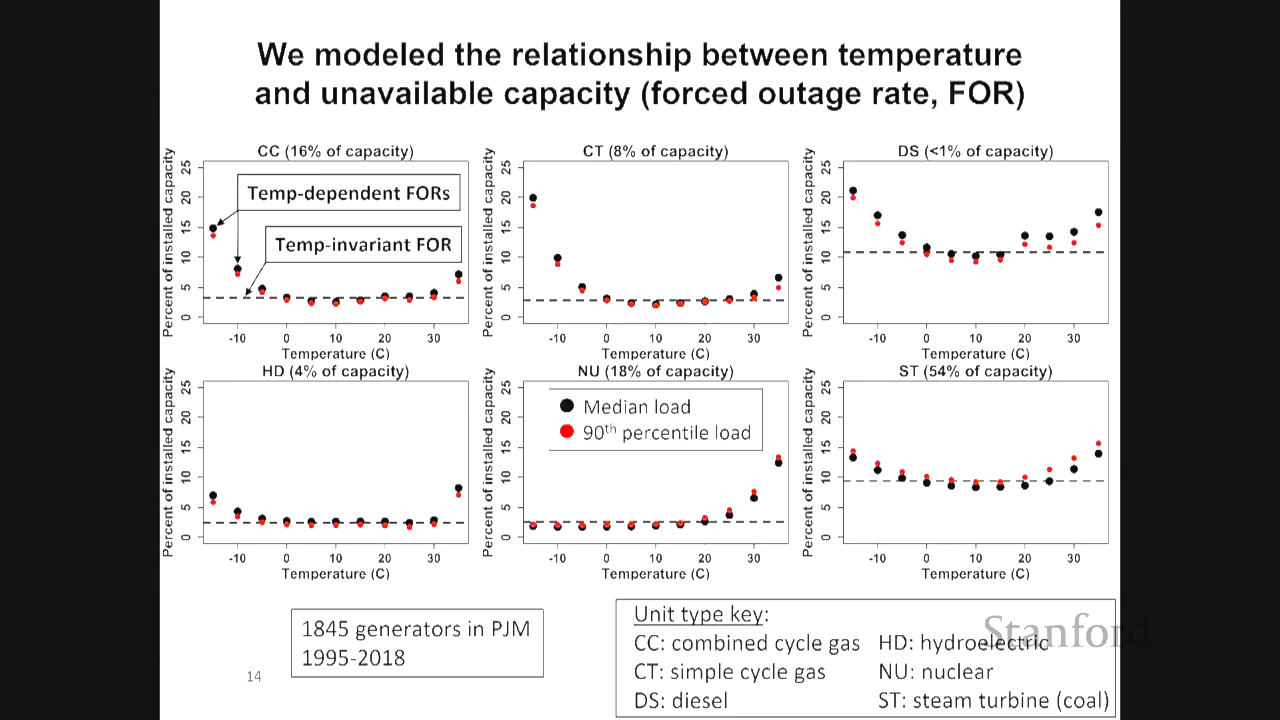 We modeled the relationship between temperature
and unavailable capacity (forced outage rate, FOR)
CC (16% of capacity)
Percent of installed capacity
25
20
15
10
5
0
Temp-dependent FORs
Temp-invariant FOR
-10
0
10
20
30
Temperature (C)
CT (8% of capacity)
Percent of installed capacity
25
20
15
10
5
0
-10
0
10
20
30
Temperature (C)
DS (<1% of capacity)
Percent of installed capacity
25
20
15
10
5
0
-10
0
10
20
30
Temperature (C)
HD (4% of capacity)
Percent of installed capacity
25
20
15
10
5
0
-10
0
10
20
30
Temperature (C)
NU (18% of capacity)
Percent of installed capacity
25
20
15
10
5
0
Median load
90th percentile load
-10
0
10
20
30
Temperature (C)
ST (54% of capacity)
Percent of installed capacity
25
20
15
10
5
0
-10
0
10
20
30
Temperature (C)
1845 generators in PJM
1995-2018
14
Unit type key:
CC: combined cycle gas
CT: simple cycle gas
DS: diesel
HD: hydroelectric
NU: nuclear
ST: steam turbine (coal)
Stanford